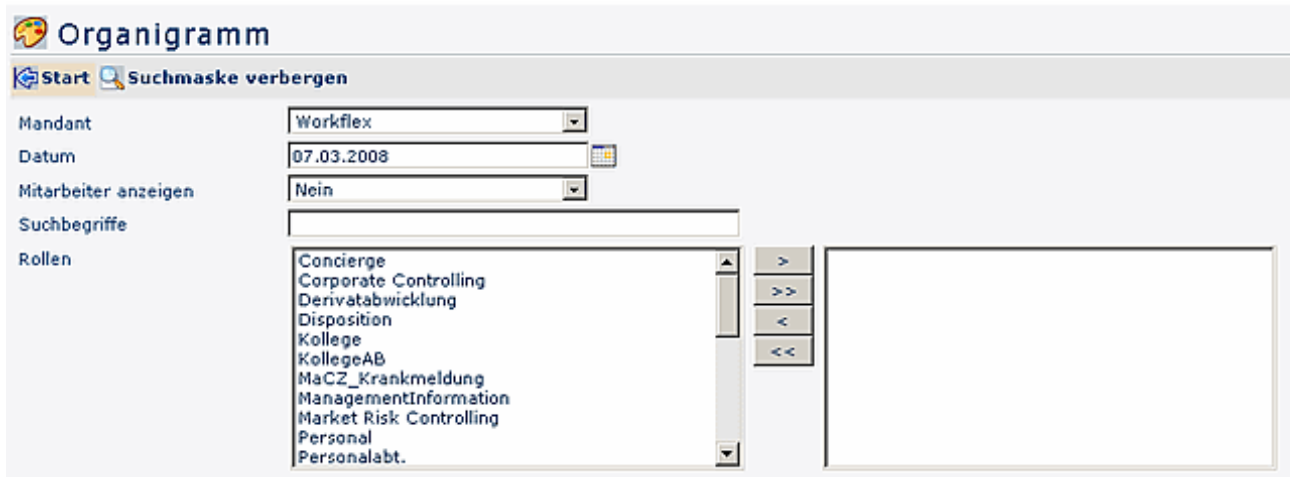 Organigramm
Start Suchmaske verbergen
Mandant Workflex
Datum 07.03.2008
Mitarbeiter anzeigen Nein
Suchbegriffe
Rollen
Concierge
Corporate Controlling
Derivatabwicklung
Disposition
Kollege
KollegeAB
MaCZ_Krankmeldung
ManagementInformation
Market Risk Controlling
Personal
Personalabt.
>
>>
<
<<